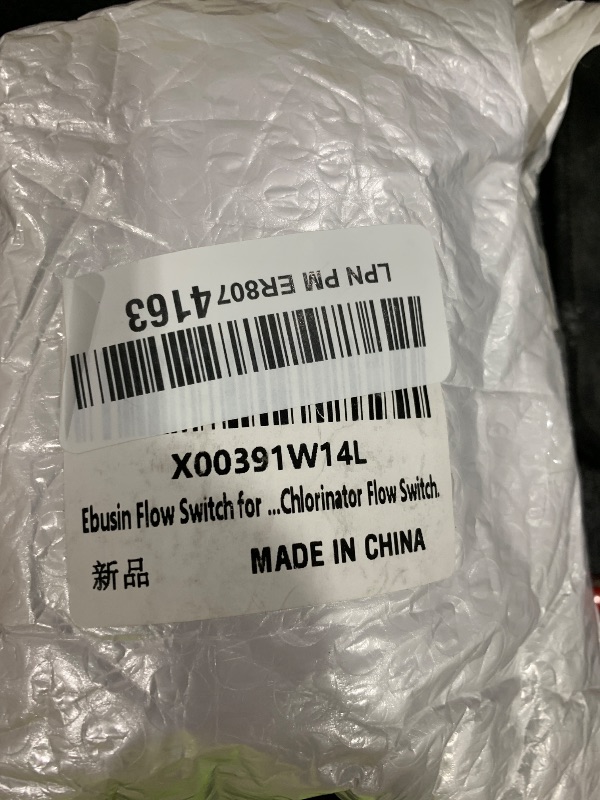 LPN PM ER8074163
X00391W14L
Ebusin Flow Switch for ...Chlorinator Flow Switch.
新品
MADE IN CHINA